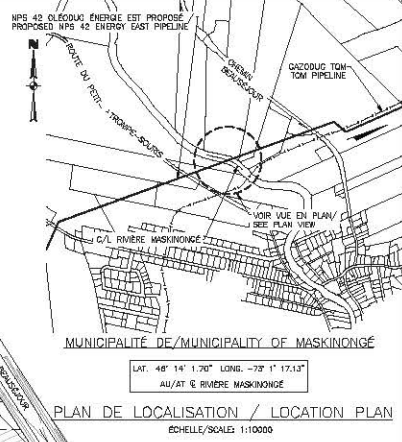 NPS 42 OLÉODUC ÉNERGIE EST PROPOSÉ
PROPOSED NPS 42 ENERGY EAST PIPELINE
N
ROUTE DU PETIT-
TROMPE-SOURIS
CHEMIN
BEAUSÉJOUR
GAZODUC TQM
TQM PIPELINE
VOIR VUE EN PLAN/
SEE PLAN VIEW
C/L RIVIÈRE MASKINONGÉ
MUNICIPALITÉ DE/MUNICIPALITY OF MASKINONGÉ
LAT. 46° 14' 1.70" LONG. -73° 1' 17.13"
AU/AT ℄ RIVIÈRE MASKINONGÉ
BEAUSÉJOUR
PLAN DE LOCALISATION / LOCATION PLAN
ÉCHELLE/SCALE: 1:10000